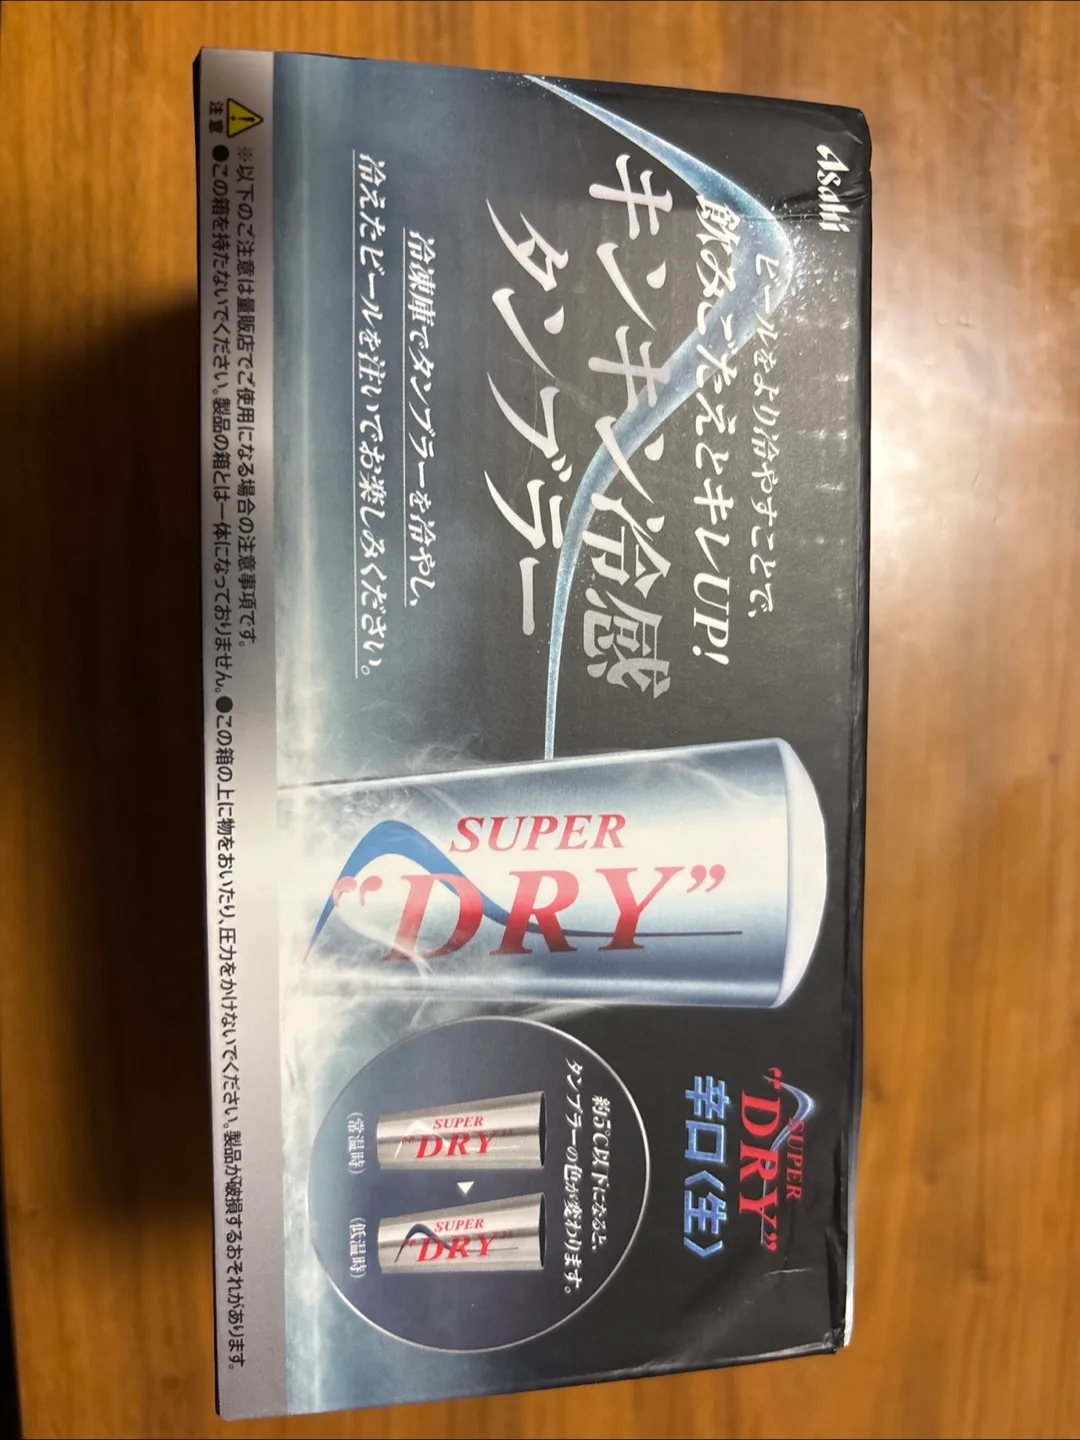 Asahi
ビールをより冷やすことで、
飲みごたえとキレUP!
キンキン冷感
タンブラー
冷凍庫でタンブラーを冷やし、
冷えたビールを注いでお楽しみください。
SUPER
"DRY"
SUPER
"DRY"
辛口〈生〉
約5℃以下になると、
タンブラーの色が変わります。
SUPER
"DRY"
(常温時)
SUPER
"DRY"
(低温時)
注意
※以下のご注意は量販店でご使用になる場合の注意事項です。
●この箱を持たないでください。製品の箱とは一体になっておりません。●この箱の上に物をおいたり、圧力をかけないでください。製品が破損するおそれがあります。